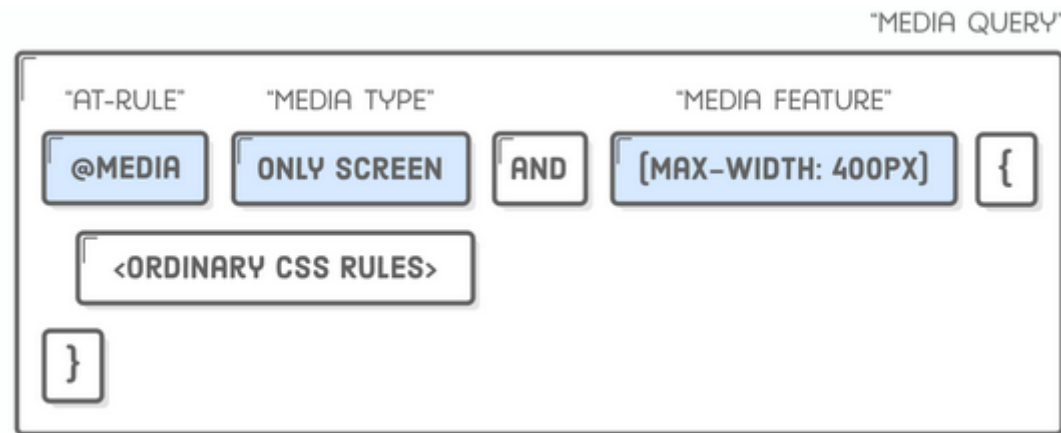 "MEDIA QUERY"
"AT-RULE" "MEDIA TYPE" "MEDIA FEATURE"
@MEDIA ONLY SCREEN AND (MAX-WIDTH: 400PX) {
<ORDINARY CSS RULES>
}